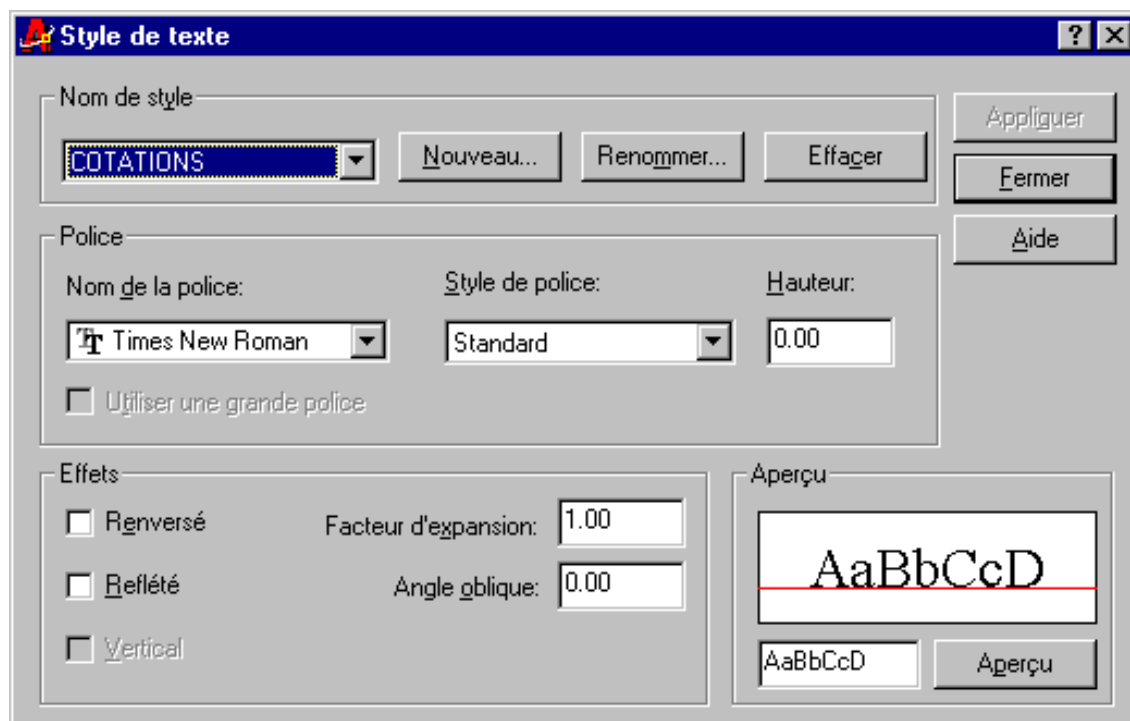 Style de texte
Nom de style
COTATIONS
Nouveau...
Renommer...
Effacer
Appliquer
Fermer
Aide
Police
Nom de la police:
Style de police:
Hauteur:
Times New Roman
Standard
0.00
Utiliser une grande police
Effets
Renversé
Facteur d'expansion:
1.00
Reflété
Angle oblique:
0.00
Vertical
Aperçu
AaBbCcD
AaBbCcD
Aperçu